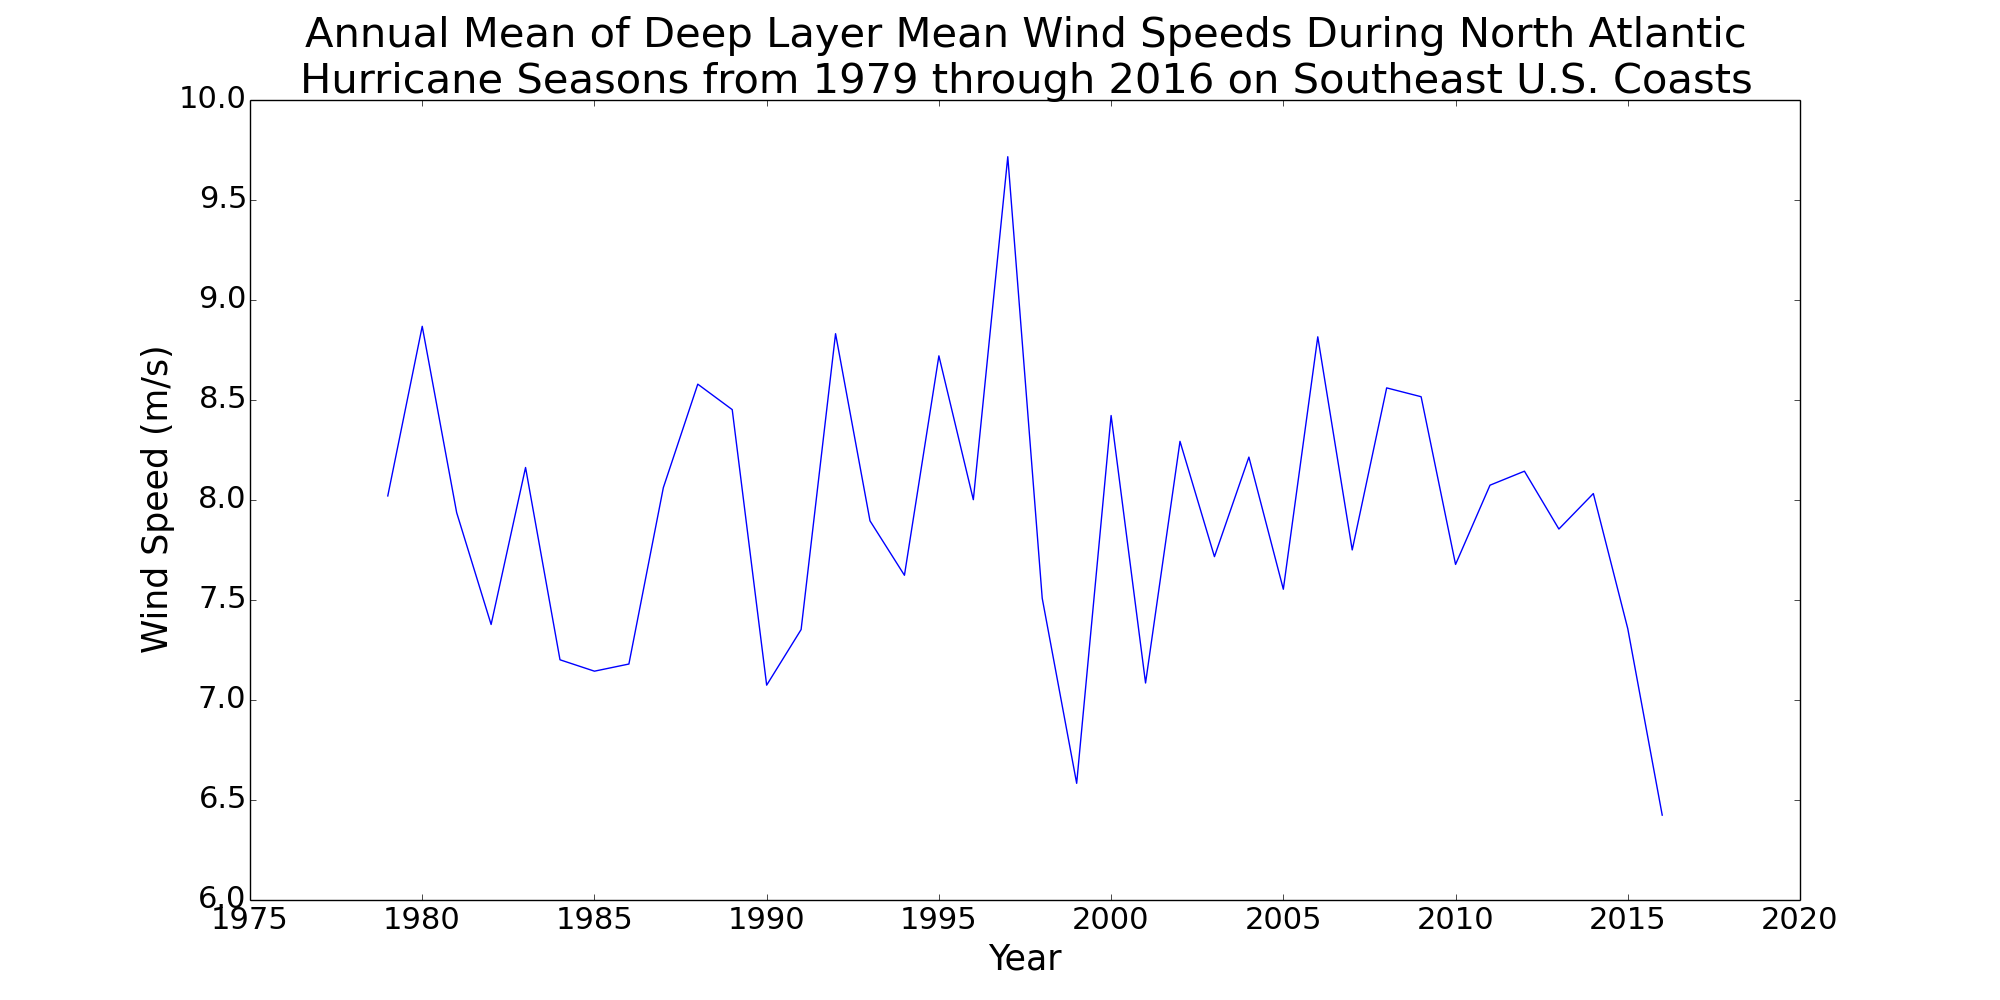 Annual Mean of Deep Layer Mean Wind Speeds During North Atlantic
Hurricane Seasons from 1979 through 2016 on Southeast U.S. Coasts
10.0
9.5
9.0
8.5
8.0
7.5
7.0
6.5
6.0
Wind Speed (m/s)
1975 1980 1985 1990 1995 2000 2005 2010 2015 2020
Year